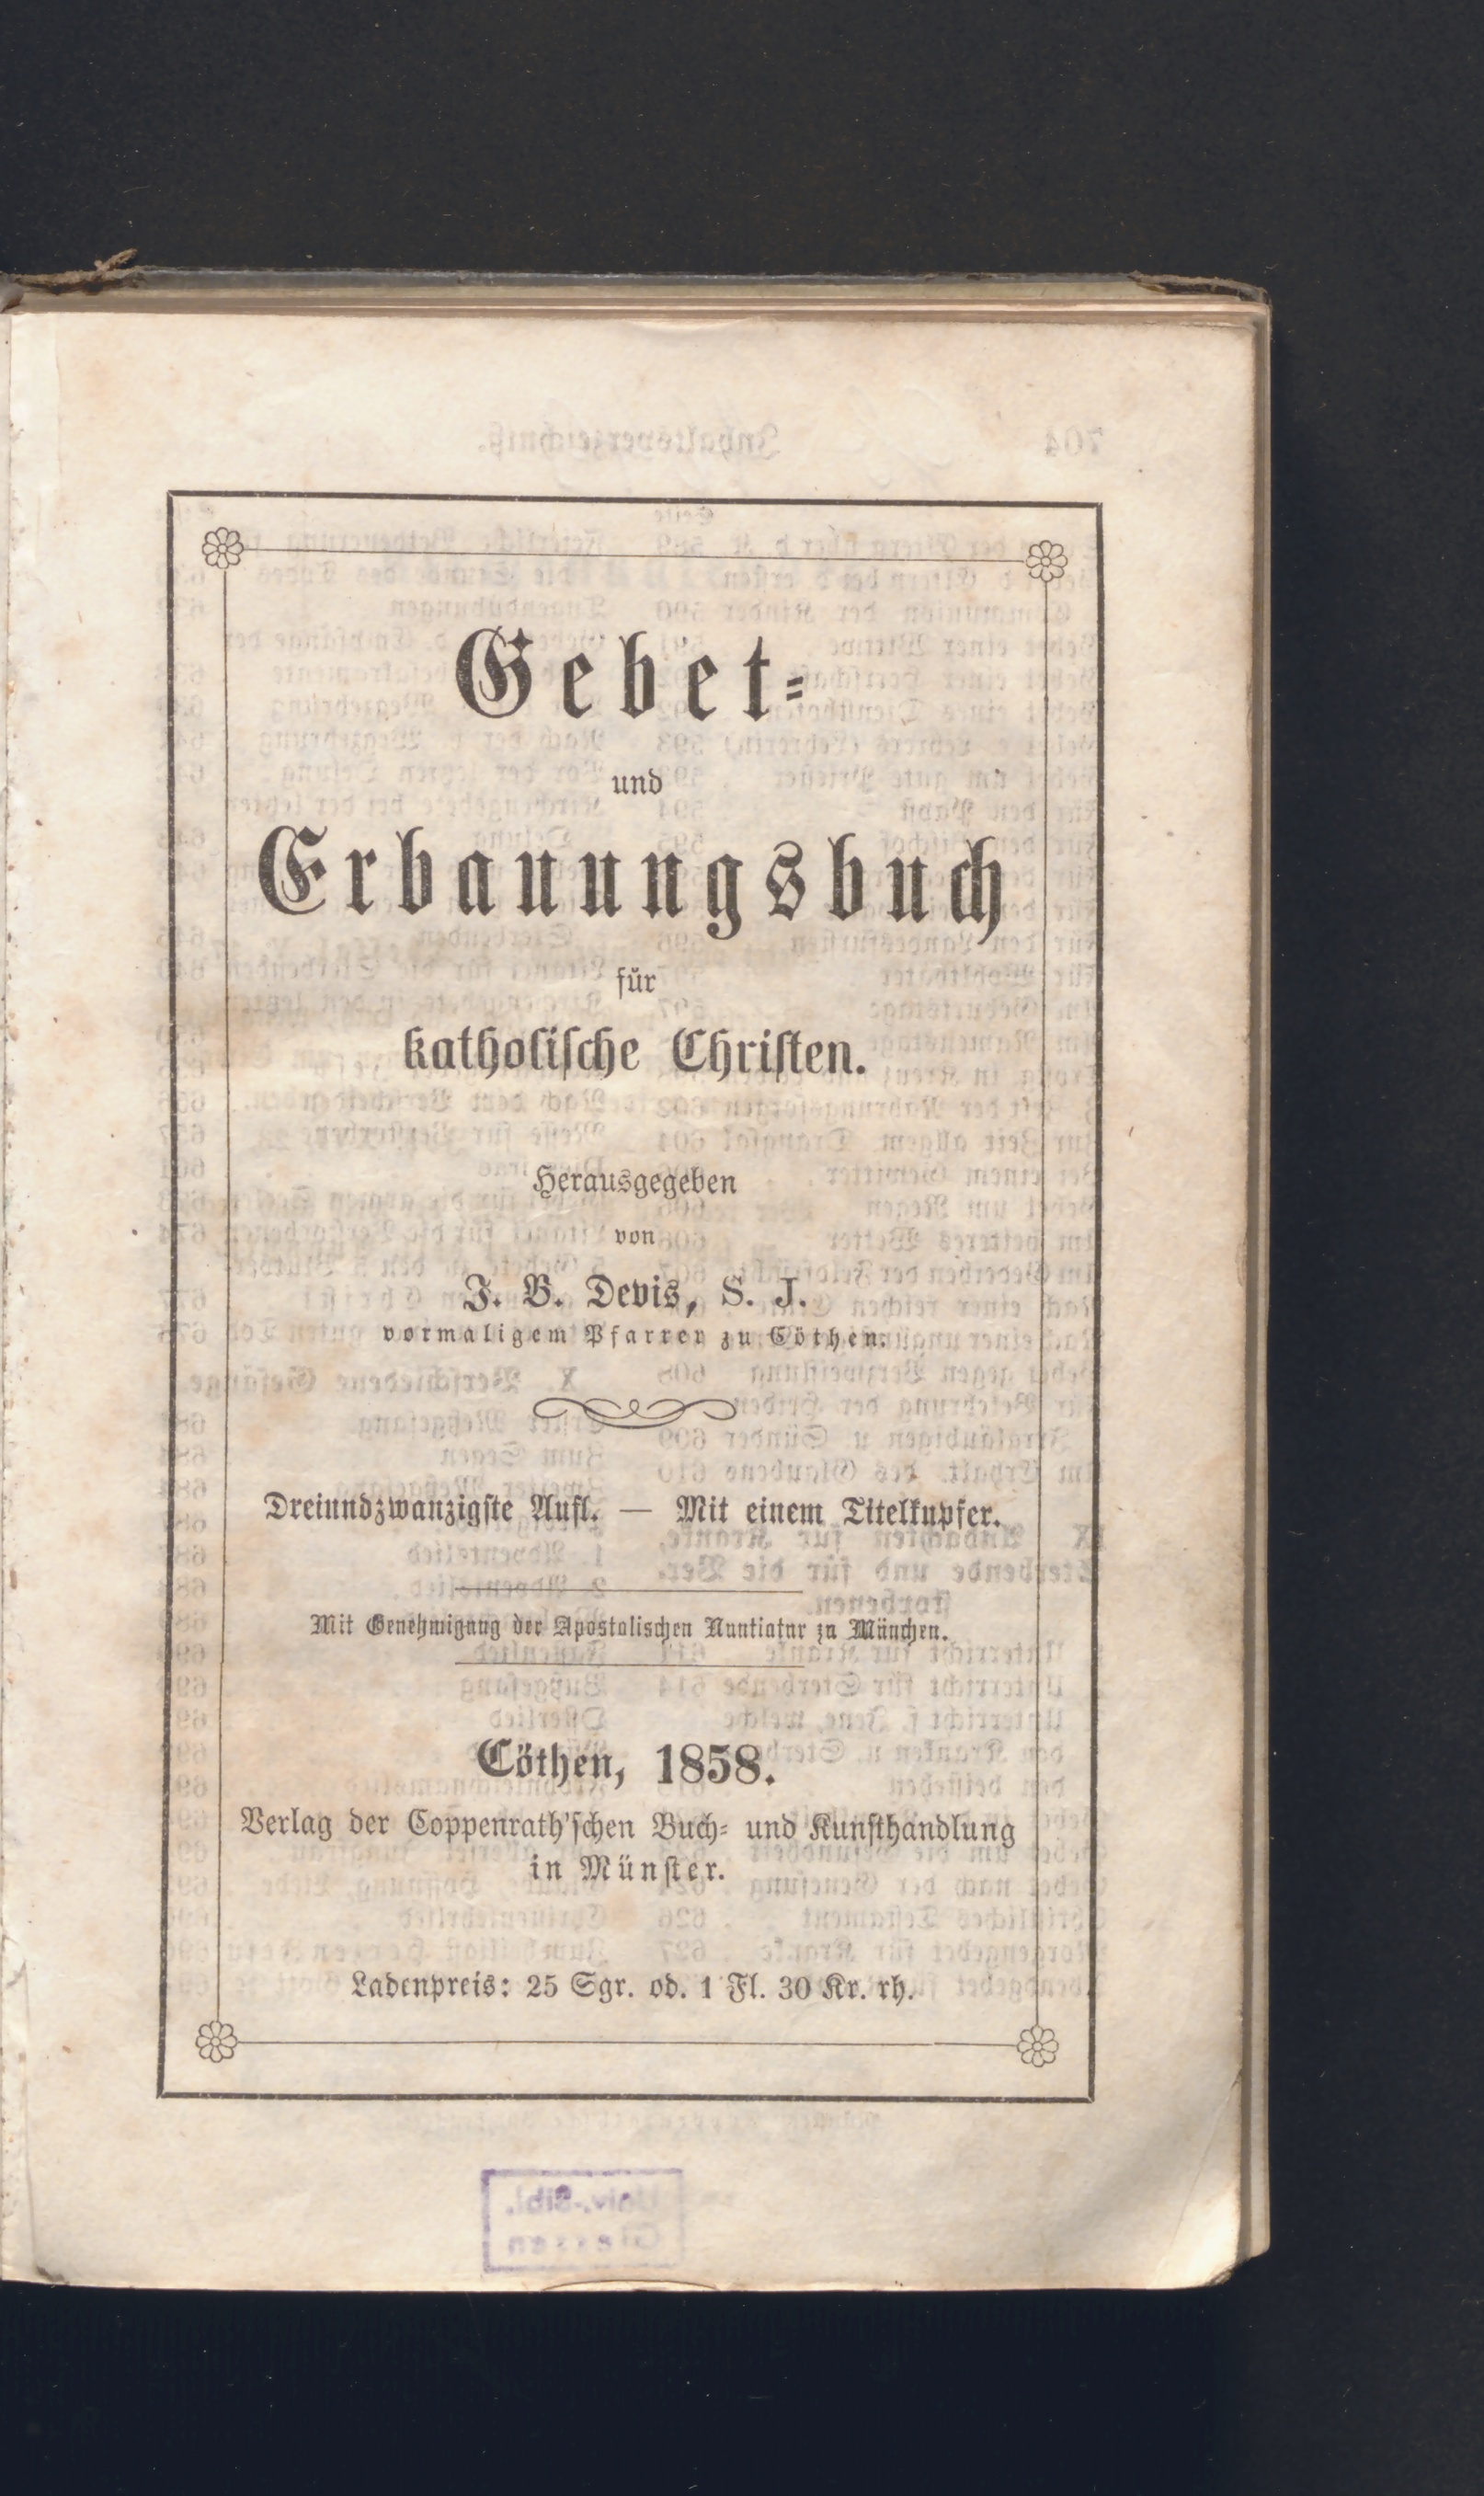 Gebet-
und
Erbauungsbuch
für
katholische Christen.
Herausgegeben
von
J. B. Devis, S. J.
vormaligem Pfarrer zu Cöthen.
Dreiundzwanzigste Aufl. — Mit einem Titelkupfer.
Mit Genehmigung der Apostolischen Nuntiatur zu München.
Cöthen, 1858.
Verlag der Coppenrath'schen Buch- und Kunsthandlung
in Münster.
Ladenpreis: 25 Sgr. od. 1 Fl. 30 Kr. rh.